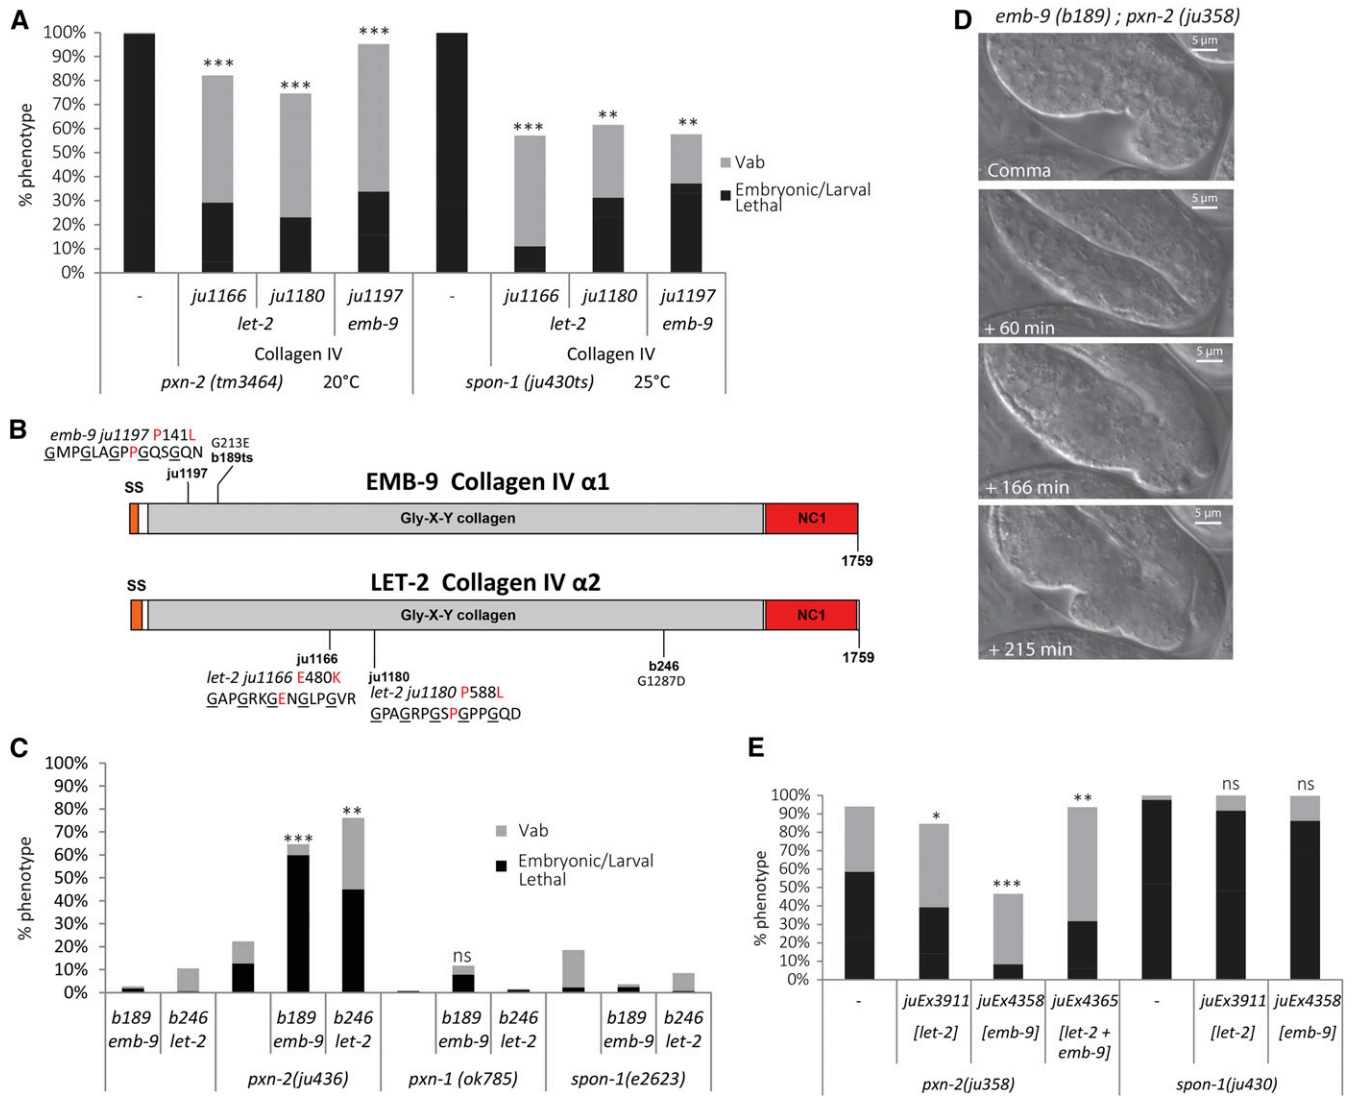 A
100%
90%
80%
70%
60%
50%
40%
30%
20%
10%
0%
% phenotype
***
***
***
***
**
**
Vab
Embryonic/Larval
Lethal
- ju1166 ju1180 ju1197 - ju1166 ju1180 ju1197
let-2 emb-9 let-2 emb-9
Collagen IV Collagen IV
pxn-2 (tm3464) 20°C spon-1 (ju430ts) 25°C
D
emb-9 (b189) ; pxn-2 (ju358)
5 µm
Comma
5 µm
+ 60 min
5 µm
+ 166 min
5 µm
+ 215 min
B
emb-9 ju1197 P141L
GMPGLAGPPGQSGQN
G213E
b189ts
ju1197
SS
EMB-9 Collagen IV α1
Gly-X-Y collagen
NC1
1759
SS
LET-2 Collagen IV α2
Gly-X-Y collagen
NC1
1759
ju1166
let-2 ju1166 E480K
GAPGRKGENGLPGVR
ju1180
let-2 ju1180 P588L
GPAGRPGSPGPPGQD
b246
G1287D
C
100%
90%
80%
70%
60%
50%
40%
30%
20%
10%
0%
% phenotype
***
**
ns
Vab
Embryonic/Larval
Lethal
b189 b246 b189 b246 b189 b246 b189 b246
emb-9 let-2 emb-9 let-2 emb-9 let-2 emb-9 let-2
pxn-2(ju436) pxn-1 (ok785) spon-1(e2623)
E
100%
90%
80%
70%
60%
50%
40%
30%
20%
10%
0%
% phenotype
*
***
**
ns
ns
- juEx3911 juEx4358 juEx4365 - juEx3911 juEx4358
[let-2] [emb-9] [let-2 + [let-2] [emb-9]
emb-9]
pxn-2(ju358) spon-1(ju430)